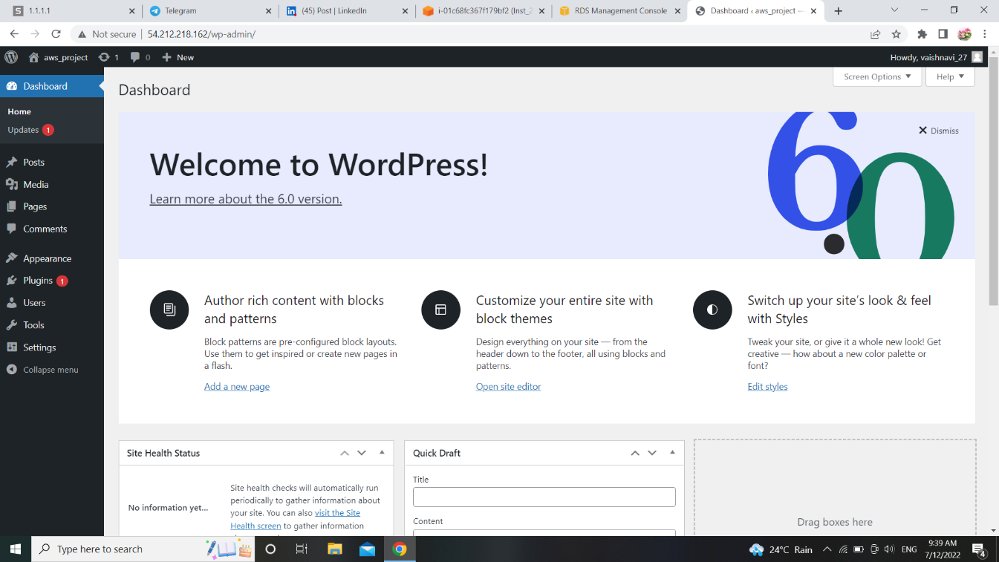 1.1.1.1
Telegram
(45) Post | LinkedIn
i-01c68fc367f179bf2 (Inst_2
RDS Management Console
Dashboard ‹ aws_project —
Not secure
54.212.218.162/wp-admin/
aws_project
1
0
New
Howdy, vaishnavi_27
Dashboard
Home
Updates 1
Posts
Media
Pages
Comments
Appearance
Plugins 1
Users
Tools
Settings
Collapse menu
Screen Options
Help
Dashboard
Dismiss
Welcome to WordPress!
Learn more about the 6.0 version.
6.0
Author rich content with blocks
and patterns
Block patterns are pre-configured block layouts.
Use them to get inspired or create new pages in
a flash.
Add a new page
Customize your entire site with
block themes
Design everything on your site — from the
header down to the footer, all using blocks and
patterns.
Open site editor
Switch up your site’s look & feel
with Styles
Tweak your site, or give it a whole new look! Get
creative — how about a new color palette or
font?
Edit styles
Site Health Status
No information yet...
Site health checks will automatically run
periodically to gather information about
your site. You can also visit the Site
Health screen to gather information
Quick Draft
Title
Content
Drag boxes here
Type here to search
24°C Rain
ENG
9:39 AM
7/12/2022
4